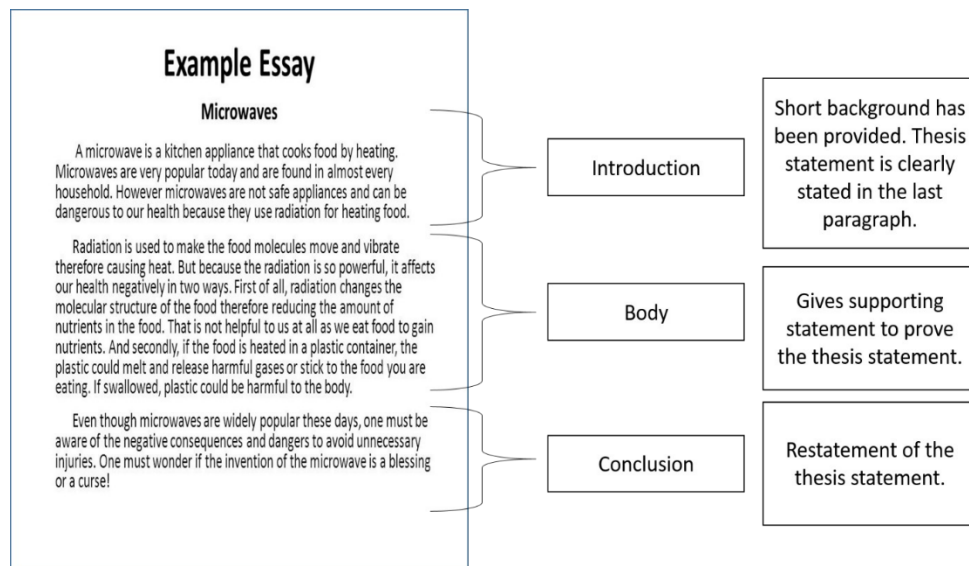 Example Essay
Microwaves
A microwave is a kitchen appliance that cooks food by heating.
Microwaves are very popular today and are found in almost every
household. However microwaves are not safe appliances and can be
dangerous to our health because they use radiation for heating food.
Radiation is used to make the food molecules move and vibrate
therefore causing heat. But because the radiation is so powerful, it affects
our health negatively in two ways. First of all, radiation changes the
molecular structure of the food therefore reducing the amount of
nutrients in the food. That is not helpful to us at all as we eat food to gain
nutrients. And secondly, if the food is heated in a plastic container, the
plastic could melt and release harmful gases or stick to the food you are
eating. If swallowed, plastic could be harmful to the body.
Even though microwaves are widely popular these days, one must be
aware of the negative consequences and dangers to avoid unnecessary
injuries. One must wonder if the invention of the microwave is a blessing
or a curse!
Introduction
Short background has
been provided. Thesis
statement is clearly
stated in the last
paragraph.
Body
Gives supporting
statement to prove
the thesis statement.
Conclusion
Restatement of the
thesis statement.